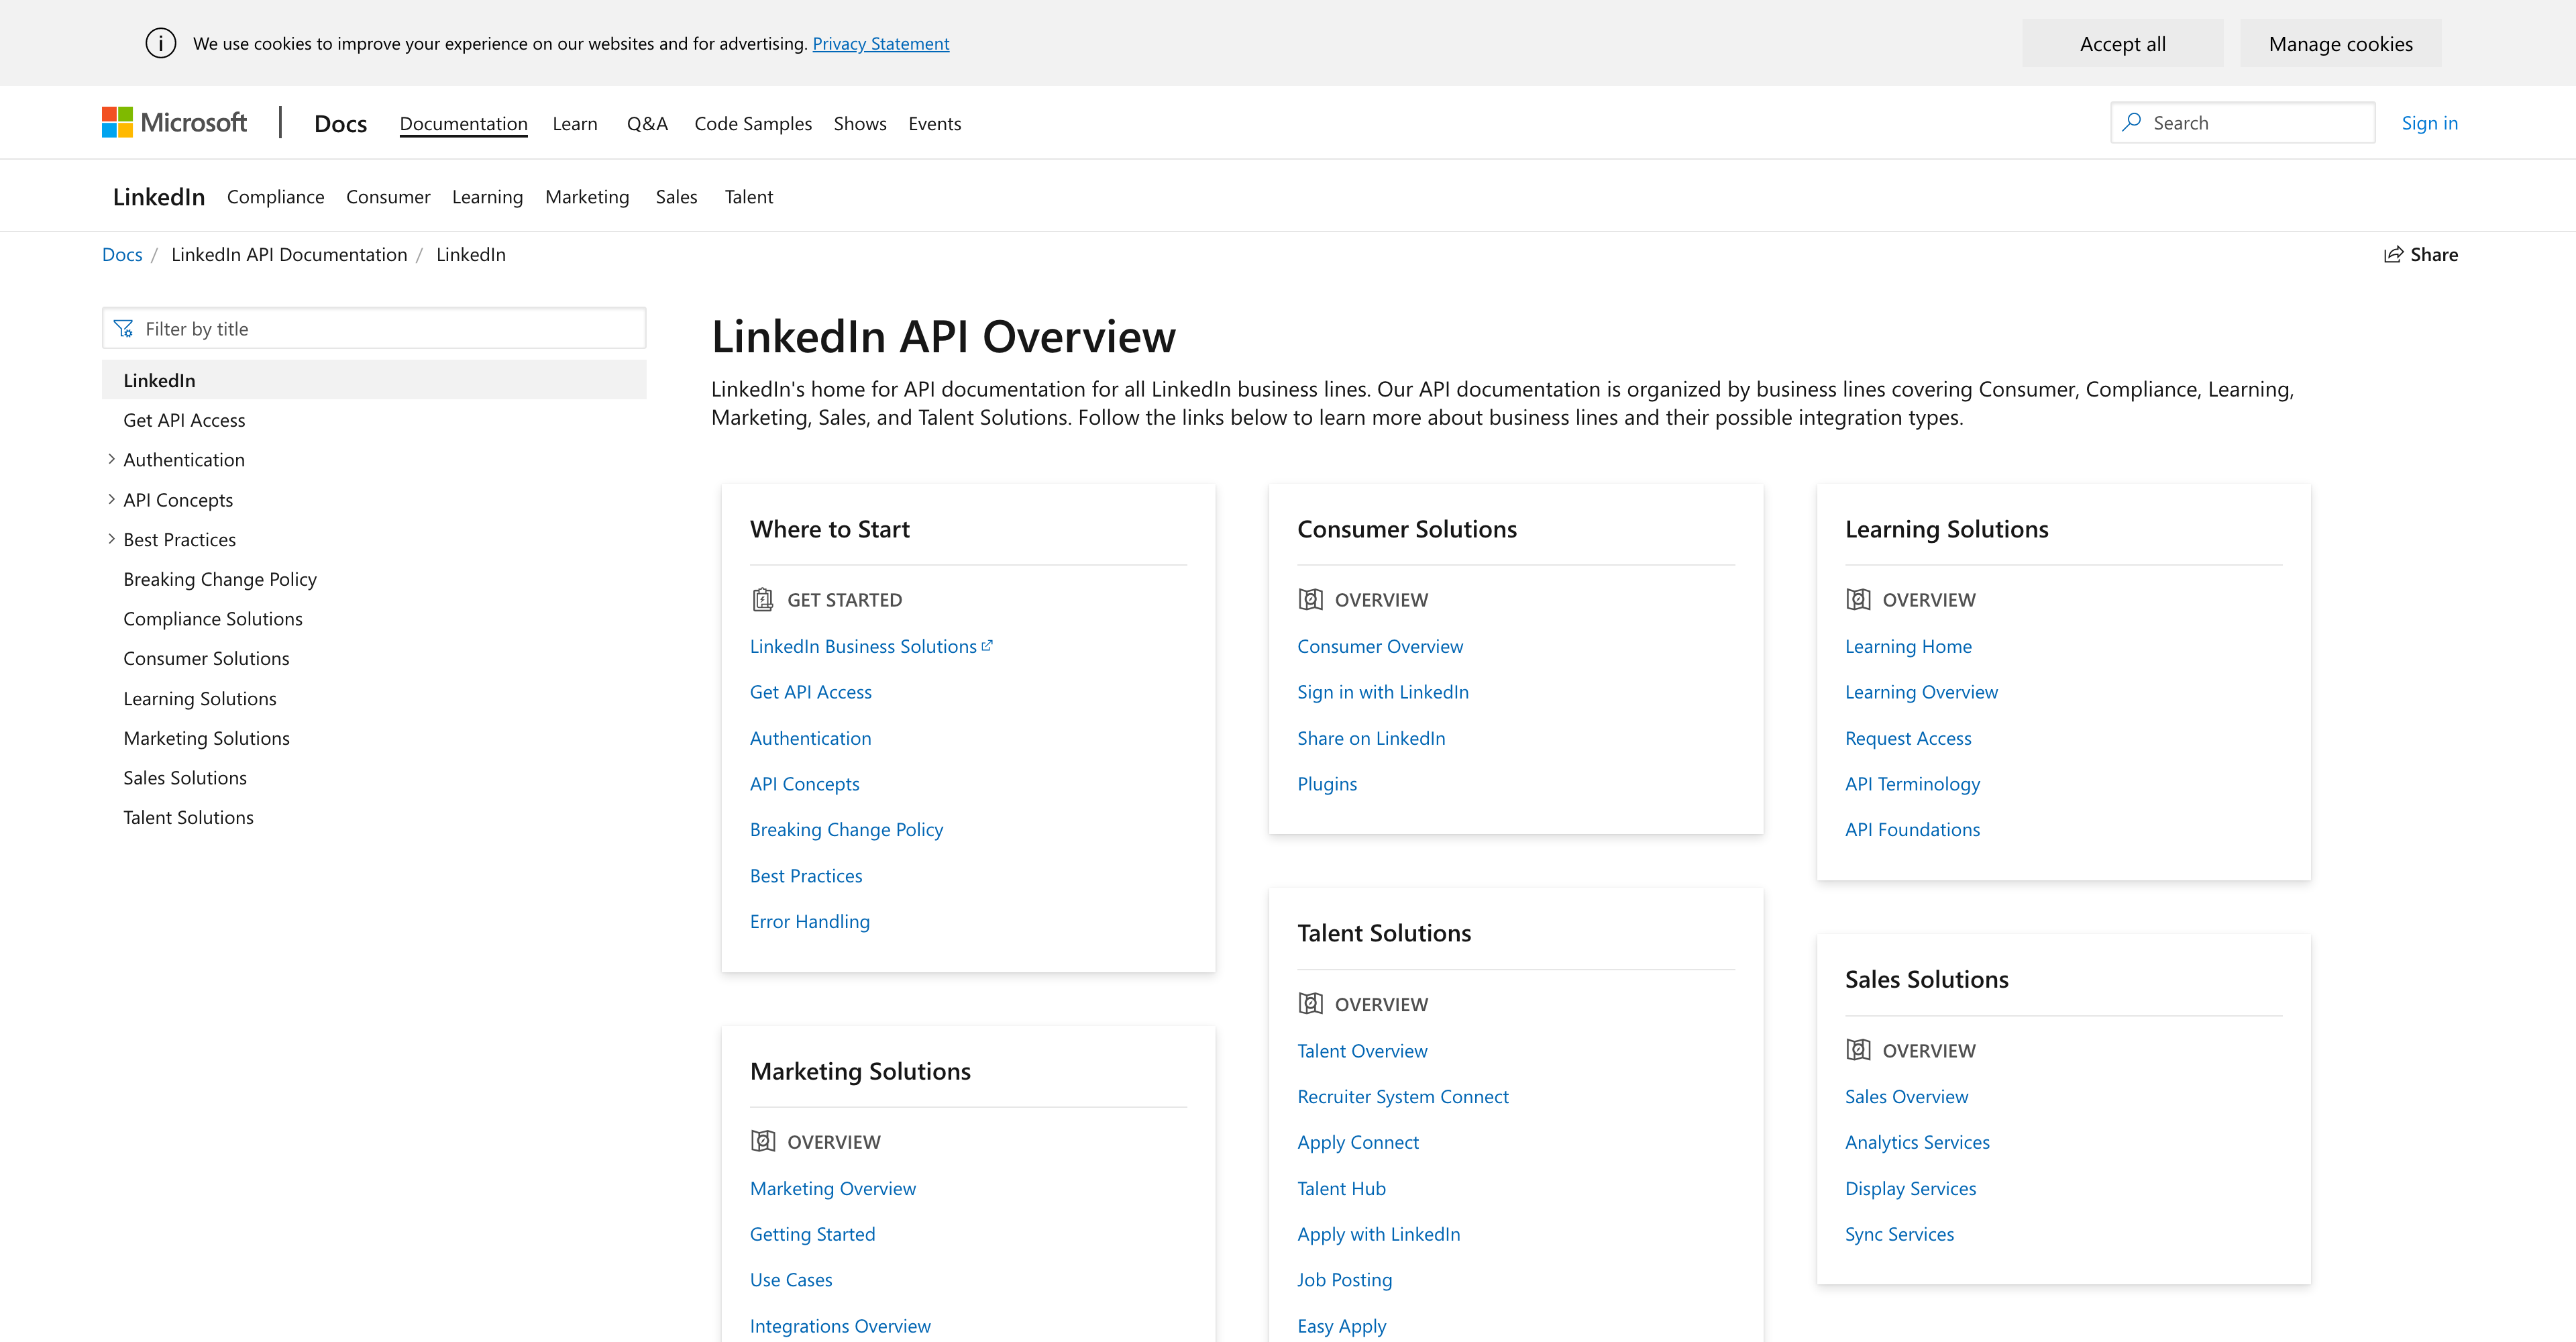 We use cookies to improve your experience on our websites and for advertising. Privacy Statement
Accept all
Manage cookies
Microsoft
Docs
Documentation
Learn
Q&A
Code Samples
Shows
Events
Search
Sign in
LinkedIn
Compliance
Consumer
Learning
Marketing
Sales
Talent
Docs / LinkedIn API Documentation / LinkedIn
Share
Filter by title
LinkedIn
Get API Access
Authentication
API Concepts
Best Practices
Breaking Change Policy
Compliance Solutions
Consumer Solutions
Learning Solutions
Marketing Solutions
Sales Solutions
Talent Solutions
LinkedIn API Overview
LinkedIn's home for API documentation for all LinkedIn business lines. Our API documentation is organized by business lines covering Consumer, Compliance, Learning,
Marketing, Sales, and Talent Solutions. Follow the links below to learn more about business lines and their possible integration types.
Where to Start
GET STARTED
LinkedIn Business Solutions
Get API Access
Authentication
API Concepts
Breaking Change Policy
Best Practices
Error Handling
Marketing Solutions
OVERVIEW
Marketing Overview
Getting Started
Use Cases
Integrations Overview
Consumer Solutions
OVERVIEW
Consumer Overview
Sign in with LinkedIn
Share on LinkedIn
Plugins
Talent Solutions
OVERVIEW
Talent Overview
Recruiter System Connect
Apply Connect
Talent Hub
Apply with LinkedIn
Job Posting
Easy Apply
Learning Solutions
OVERVIEW
Learning Home
Learning Overview
Request Access
API Terminology
API Foundations
Sales Solutions
OVERVIEW
Sales Overview
Analytics Services
Display Services
Sync Services